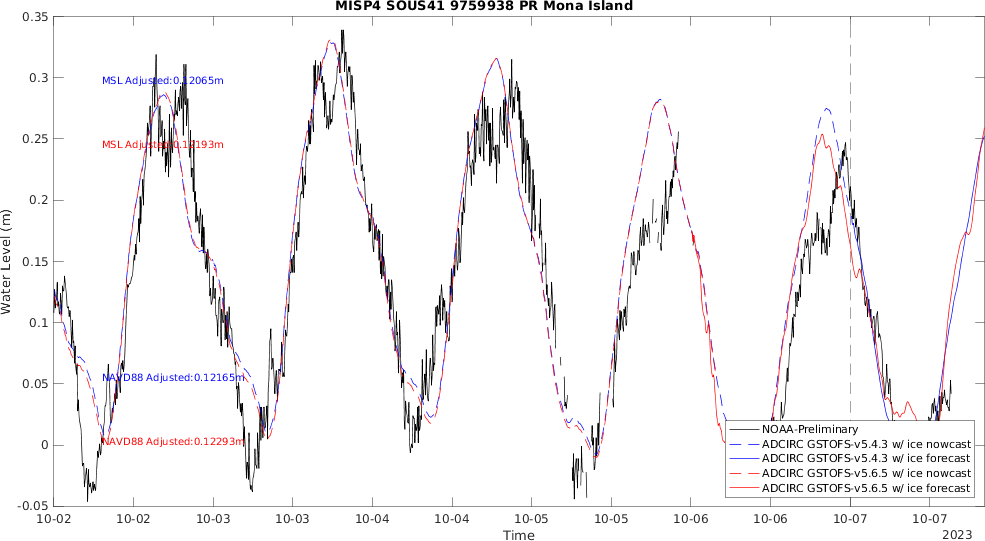 MISP4 SOUS41 9759938 PR Mona Island
0.35
0.3
0.25
0.2
0.15
0.1
0.05
0
-0.05
Water Level (m)
MSL Adjusted:0.12065m
MSL Adjusted:0.12193m
NAVD88 Adjusted:0.12165m
NAVD88 Adjusted:0.12293m
NOAA-Preliminary
ADCIRC GSTOFS-v5.4.3 w/ ice nowcast
ADCIRC GSTOFS-v5.4.3 w/ ice forecast
ADCIRC GSTOFS-v5.6.5 w/ ice nowcast
ADCIRC GSTOFS-v5.6.5 w/ ice forecast
10-02 10-02 10-03 10-03 10-04 10-04 10-05 10-05 10-06 10-06 10-07 10-07
Time
2023